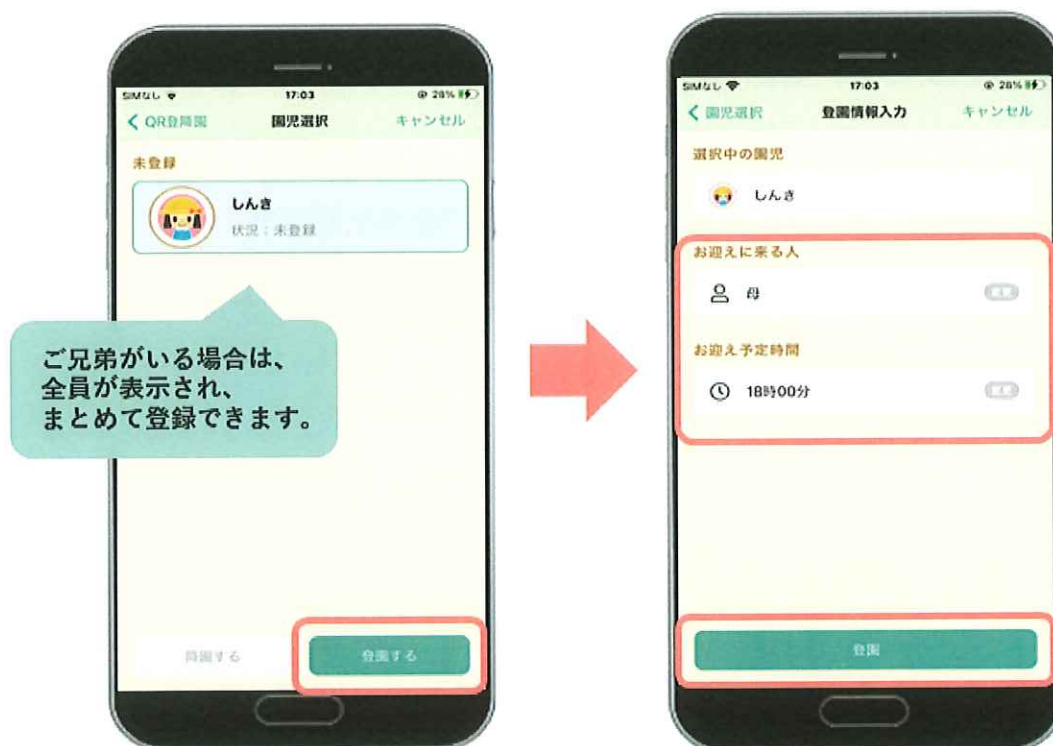 SIMなし 17:03 28%
QR登降園 園児選択 キャンセル
未登録
しんき
状況：未登録
ご兄弟がいる場合は、
全員が表示され、
まとめて登録できます。
降園する 登園する
SIMなし 17:03 28%
園児選択 登園情報入力 キャンセル
選択中の園児
しんき
お迎えに来る人
母
お迎え予定時間
18時00分
登園